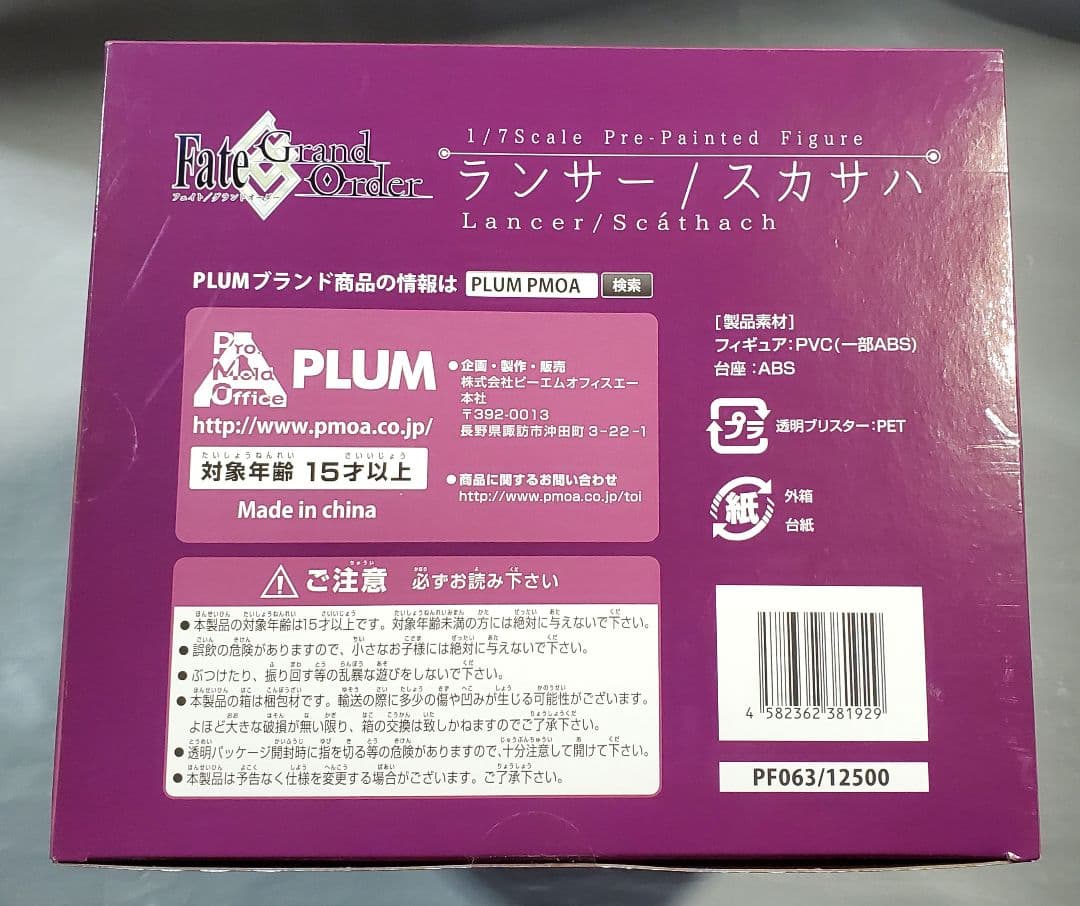 Fate
Grand
Order
フェイト/グランドオーダー
1/7Scale Pre-Painted Figure
ランサー/スカサハ
Lancer/Scáthach
PLUMブランド商品の情報は PLUM PMOA 検索
Pro.
Mold
Office
PLUM
http://www.pmoa.co.jp/
対象年齢 15才以上
たいしょうねんれい さいいじょう
Made in china
●企画・製作・販売
株式会社ピーエムオフィスエー
本社
〒392-0013
長野県諏訪市沖田町3-22-1
●商品に関するお問い合わせ
http://www.pmoa.co.jp/toi
[製品素材]
フィギュア:PVC(一部ABS)
台座:ABS
プラ 透明ブリスター:PET
紙
外箱
台紙
ご注意 必ずお読み下さい
●本製品の対象年齢は15才以上です。対象年齢未満の方には絶対に与えないで下さい。
●誤飲の危険がありますので、小さなお子様には絶対に与えないで下さい。
●ぶつけたり、振り回す等の乱暴な遊びをしないで下さい。
●本製品の箱は梱包材です。輸送の際に多少の傷や凹みが生じる可能性がございます。
よほど大きな破損が無い限り、箱の交換は致しかねますのでご了承下さい。
●透明パッケージ開封時に指を切る等の危険がありますので、十分注意して開けて下さい。
●本製品は予告なく仕様を変更する場合がございます。ご了承下さい。
4 582362 381929
PF063/12500